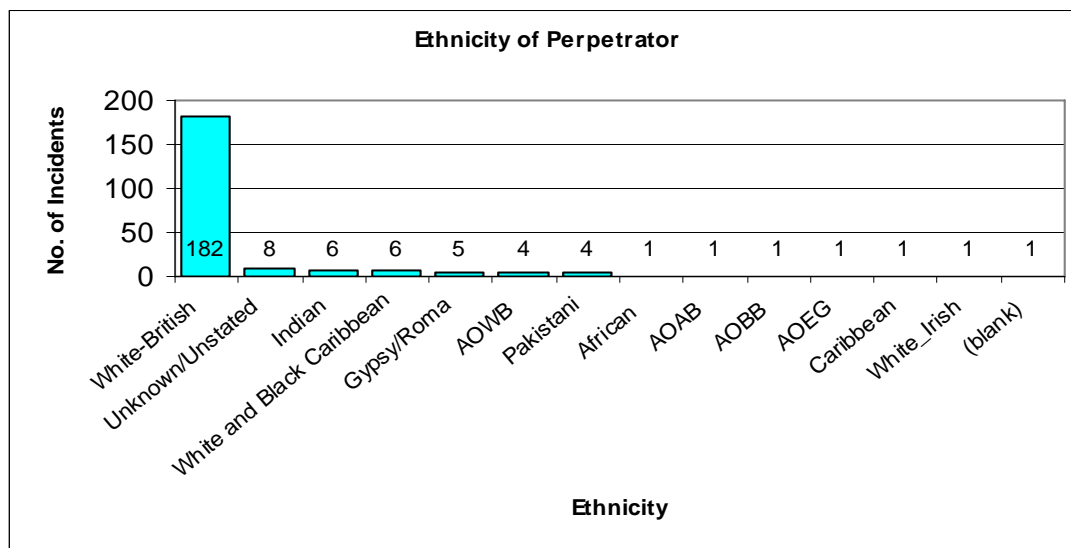 Ethnicity of Perpetrator
No. of Incidents
200
150
100
50
0
182 8 6 6 5 4 4 1 1 1 1 1 1 1
White-British
Unknown/Unstated
Indian
White and Black Caribbean
Gypsy/Roma
AOWB
Pakistani
African
AOAB
AOBB
AOEG
Caribbean
White_Irish
(blank)
Ethnicity